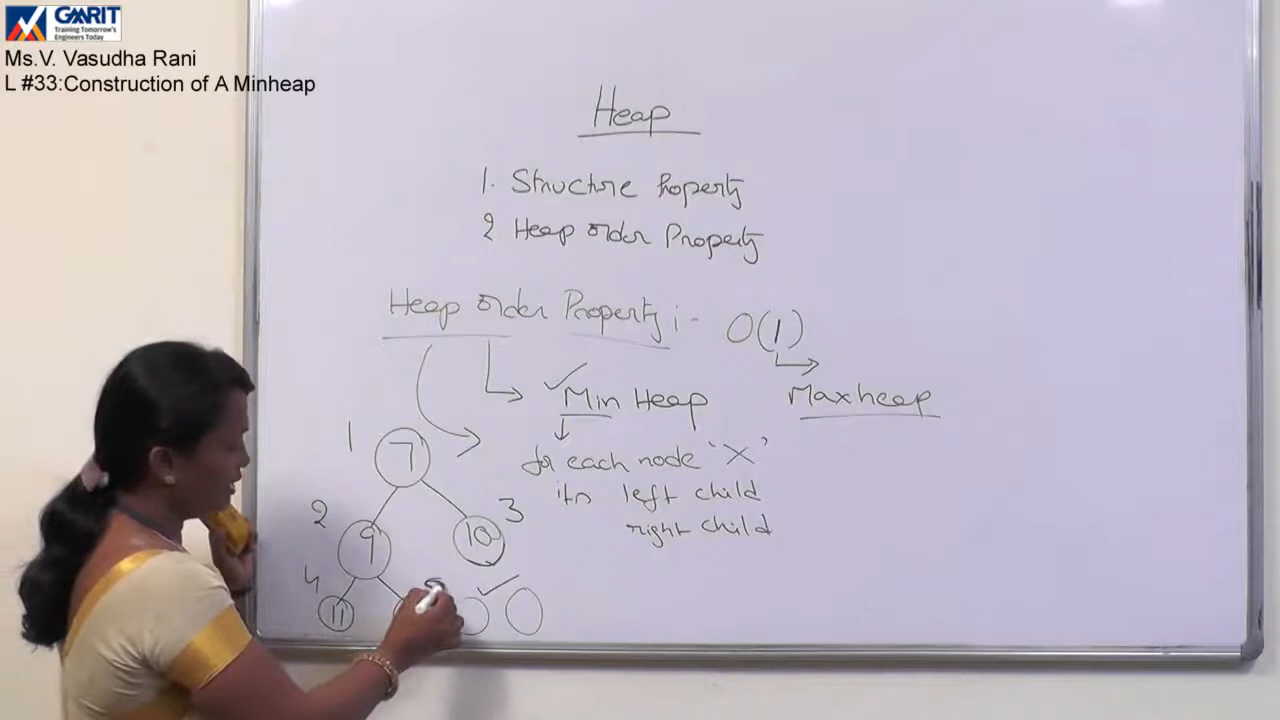 GMRIT
Training Tomorrow's
Engineers Today
Ms.V. Vasudha Rani
L #33:Construction of A Minheap
Heap
1. Structure Property
2 Heap order Property
Heap order Property :- O(1)
Min Heap
Maxheap
for each node 'X'
its left child
right child
1
7
2
9
3
10
4
11